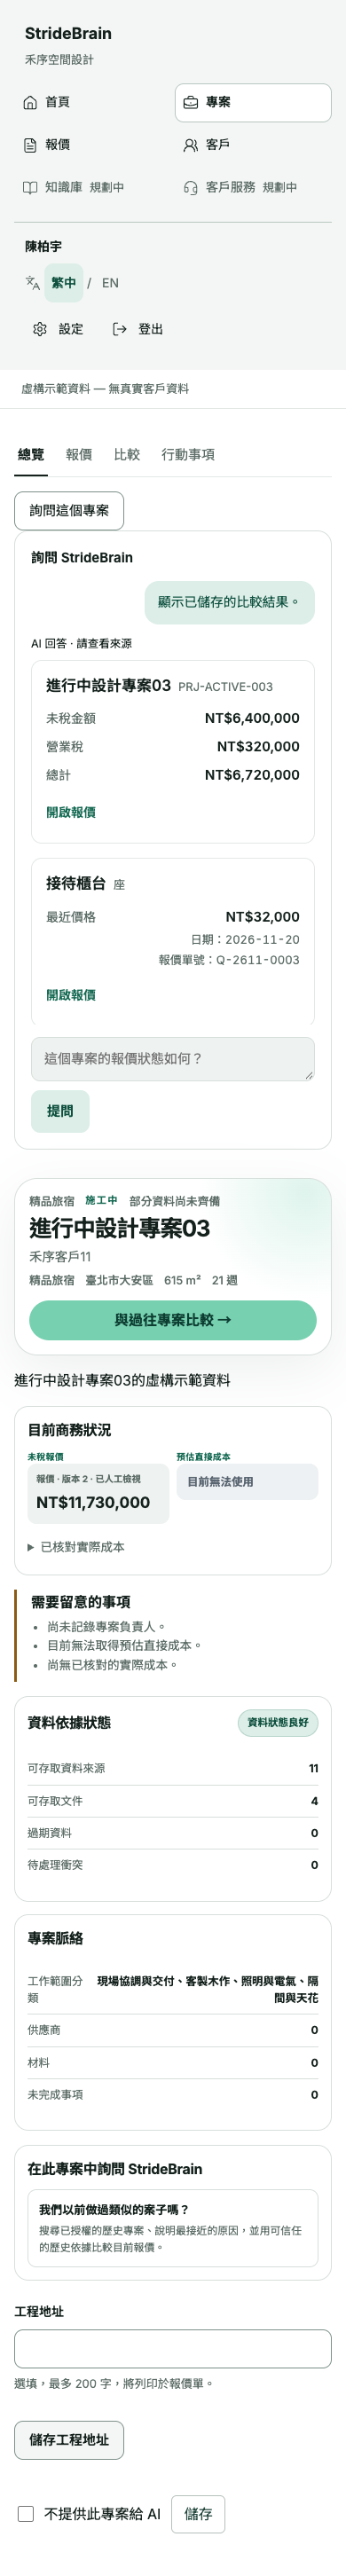 StrideBrain
禾序空間設計
首頁
專案
報價
客戶
知識庫 規劃中
客戶服務 規劃中
陳柏宇
繁中 / EN
設定
登出
虛構示範資料 — 無真實客戶資料
總覽 報價 比較 行動事項
詢問這個專案
詢問 StrideBrain
顯示已儲存的比較結果。
AI 回答 · 請查看來源
進行中設計專案03 PRJ-ACTIVE-003
未稅金額 NT$6,400,000
營業稅 NT$320,000
總計 NT$6,720,000
開啟報價
接待櫃台 座
最近價格 NT$32,000
日期：2026-11-20
報價單號：Q-2611-0003
開啟報價
這個專案的報價狀態如何？
提問
精品旅宿 施工中 部分資料尚未齊備
進行中設計專案03
禾序客戶11
精品旅宿 臺北市大安區 615 m² 21 週
與過往專案比較 →
進行中設計專案03的虛構示範資料
目前商務狀況
未稅報價
報價 · 版本 2 · 已人工檢視
NT$11,730,000
預估直接成本
目前無法使用
▶ 已核對實際成本
需要留意的事項
• 尚未記錄專案負責人。
• 目前無法取得預估直接成本。
• 尚無已核對的實際成本。
資料依據狀態 資料狀態良好
可存取資料來源 11
可存取文件 4
過期資料 0
待處理衝突 0
專案脈絡
工作範圍分類 現場協調與交付、客製木作、照明與電氣、隔間與天花
供應商 0
材料 0
未完成事項 0
在此專案中詢問 StrideBrain
我們以前做過類似的案子嗎？
搜尋已授權的歷史專案、說明最接近的原因，並用可信任
的歷史依據比較目前報價。
工程地址
選填，最多 200 字，將列印於報價單。
儲存工程地址
不提供此專案給 AI
儲存